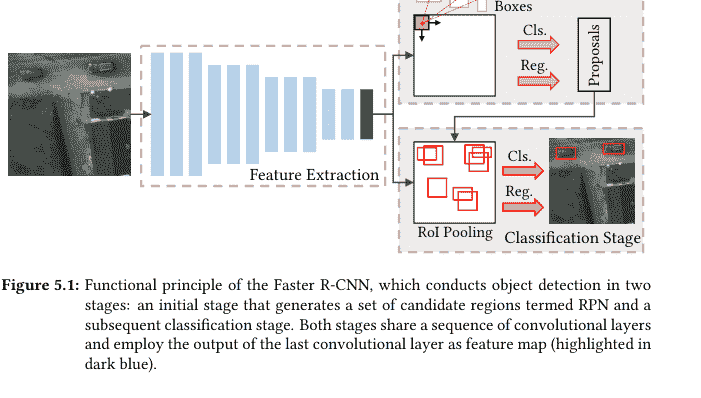 Boxes
Cls.
Reg.
Proposals
Feature Extraction
Cls.
Reg.
RoI Pooling
Classification Stage
Figure 5.1: Functional principle of the Faster R-CNN, which conducts object detection in two
stages: an initial stage that generates a set of candidate regions termed RPN and a
subsequent classification stage. Both stages share a sequence of convolutional layers
and employ the output of the last convolutional layer as feature map (highlighted in
dark blue).